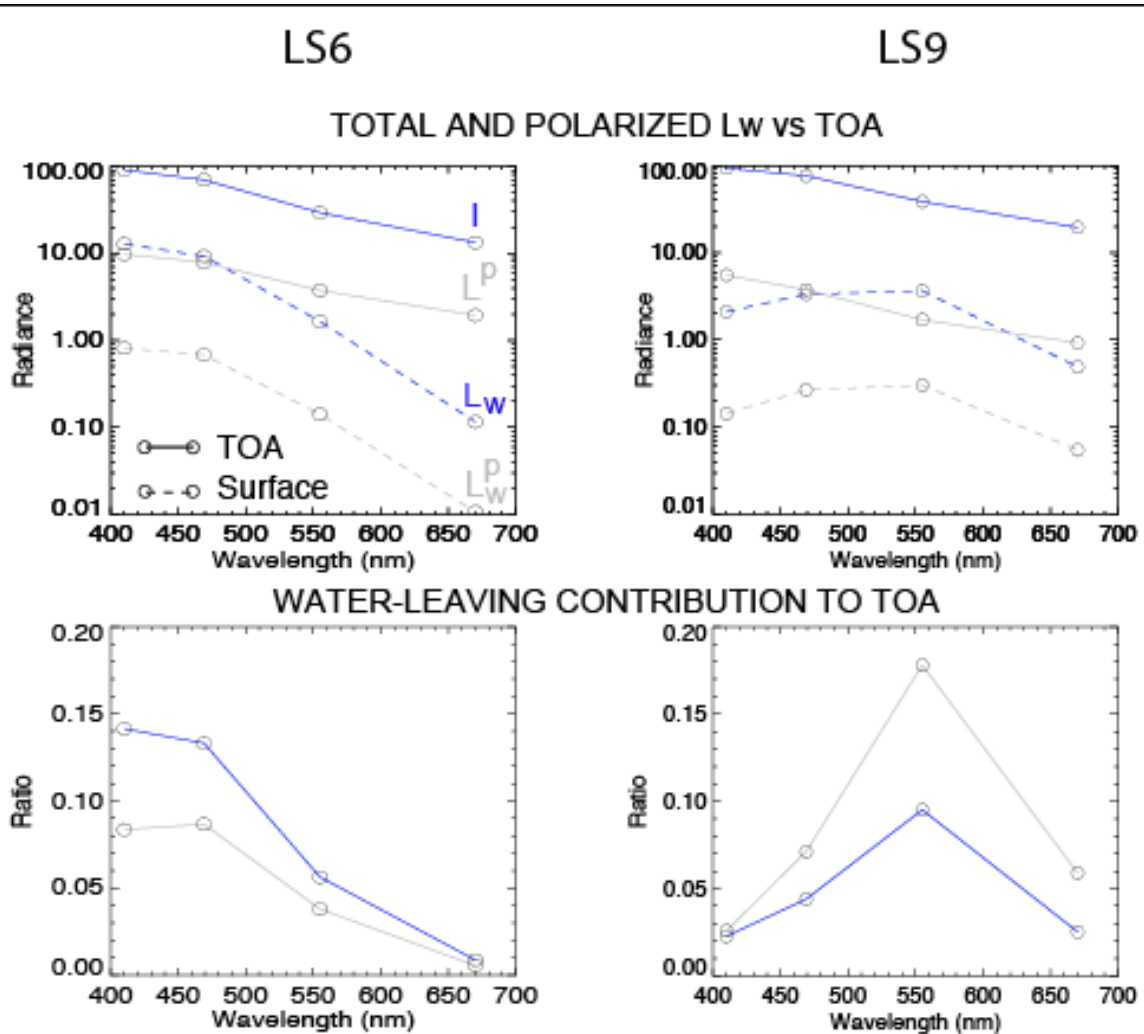 LS6 LS9
TOTAL AND POLARIZED Lw vs TOA
Radiance
100.00
10.00
1.00
0.10
0.01
I
L^p
L_w
L_w^p
TOA
Surface
400 450 500 550 600 650 700
Wavelength (nm)
Radiance
100.00
10.00
1.00
0.10
0.01
400 450 500 550 600 650 700
Wavelength (nm)
WATER-LEAVING CONTRIBUTION TO TOA
Ratio
0.20
0.15
0.10
0.05
0.00
400 450 500 550 600 650 700
Wavelength (nm)
Ratio
0.20
0.15
0.10
0.05
0.00
400 450 500 550 600 650 700
Wavelength (nm)